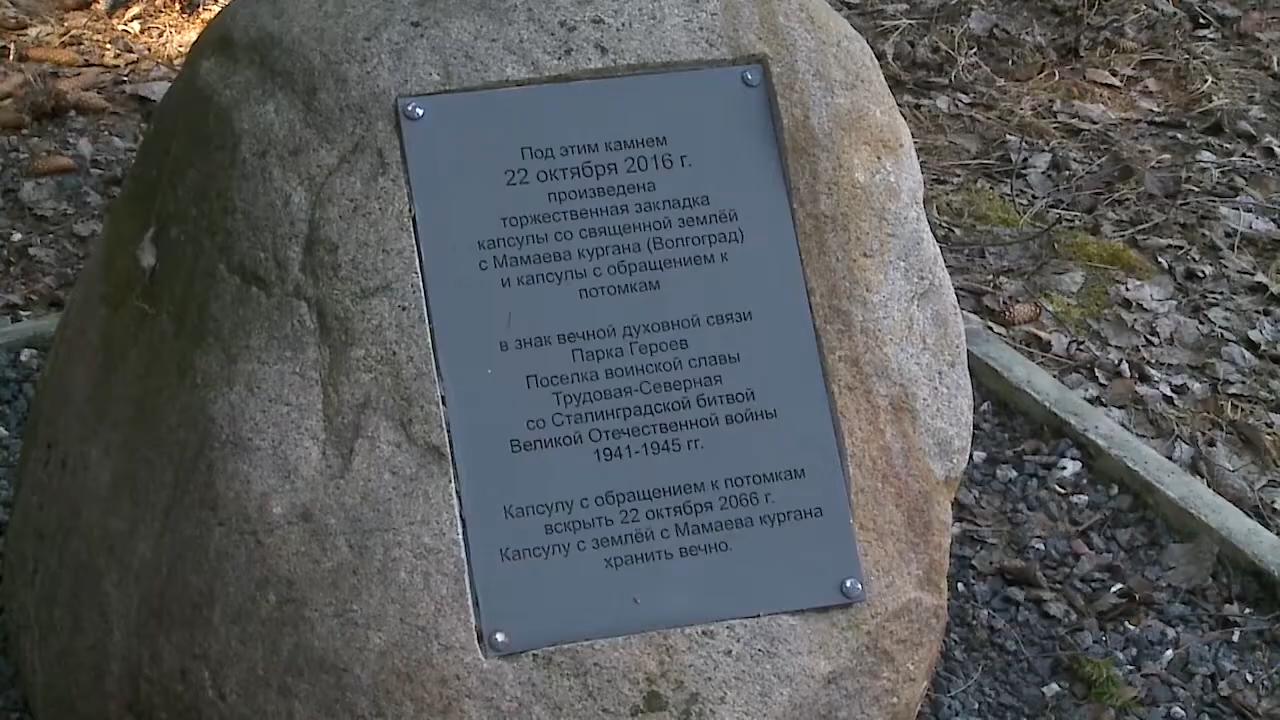 Под этим камнем
22 октября 2016 г.
произведена
торжественная закладка
капсулы со священной землёй
с Мамаева кургана (Волгоград)
и капсулы с обращением к
потомкам
в знак вечной духовной связи
Парка Героев
Поселка воинской славы
Трудовая-Северная
со Сталинградской битвой
Великой Отечественной войны
1941-1945 гг.
Капсулу с обращением к потомкам
вскрыть 22 октября 2066 г.
Капсулу с землёй с Мамаева кургана
хранить вечно.